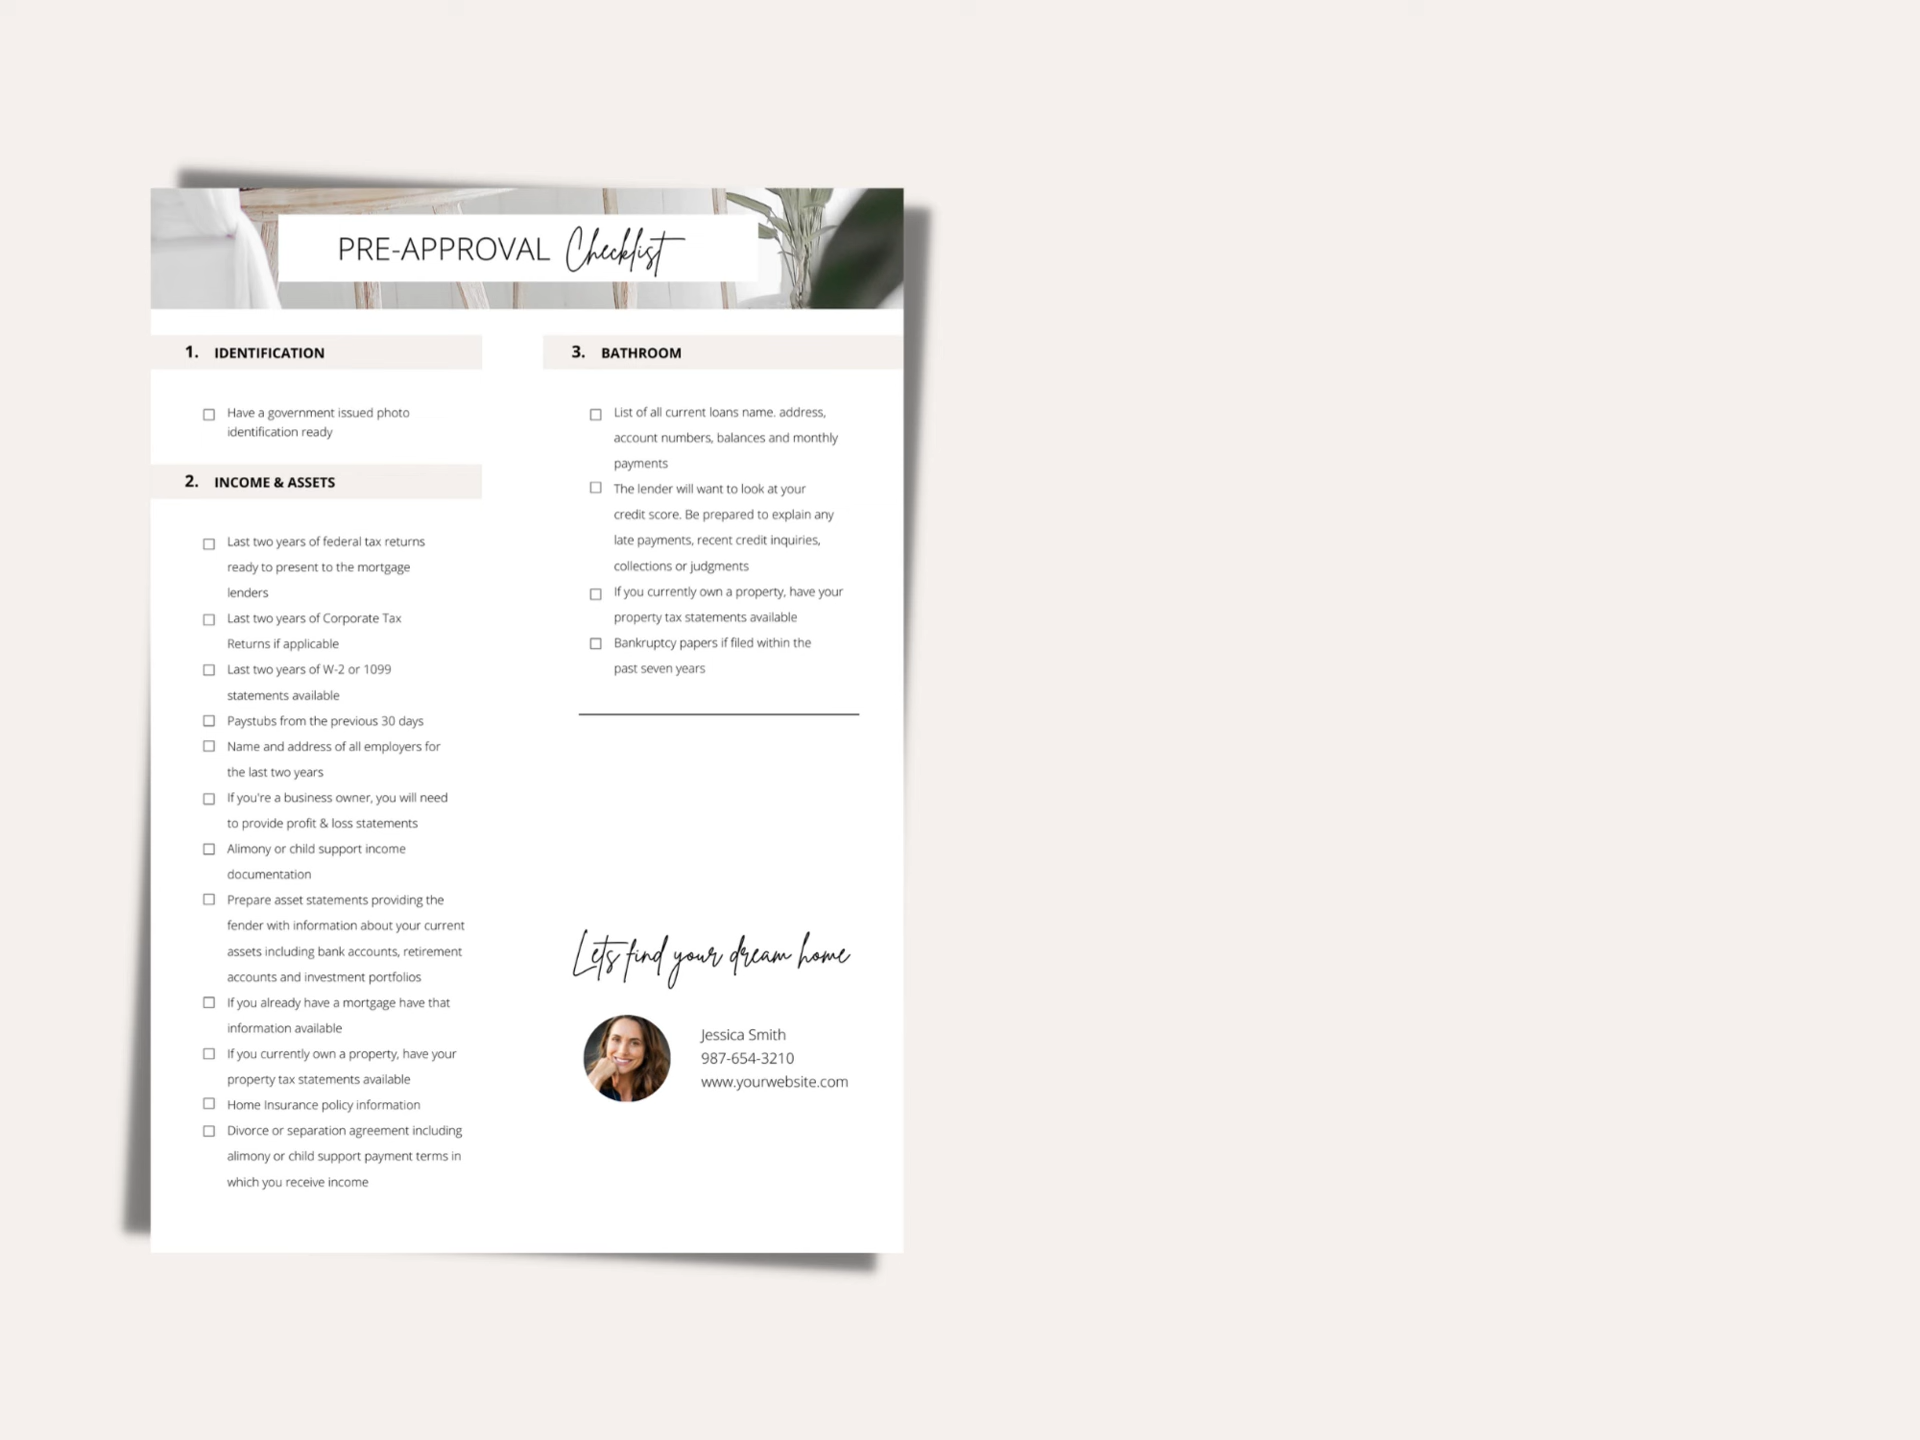 PRE-APPROVAL Checklist
1. IDENTIFICATION
Have a government issued photo
identification ready
2. INCOME & ASSETS
Last two years of federal tax returns
ready to present to the mortgage
lenders
Last two years of Corporate Tax
Returns if applicable
Last two years of W-2 or 1099
statements available
Paystubs from the previous 30 days
Name and address of all employers for
the last two years
If you're a business owner, you will need
to provide profit & loss statements
Alimony or child support income
documentation
Prepare asset statements providing the
fender with information about your current
assets including bank accounts, retirement
accounts and investment portfolios
If you already have a mortgage have that
information available
If you currently own a property, have your
property tax statements available
Home Insurance policy information
Divorce or separation agreement including
alimony or child support payment terms in
which you receive income
3. BATHROOM
List of all current loans name. address,
account numbers, balances and monthly
payments
The lender will want to look at your
credit score. Be prepared to explain any
late payments, recent credit inquiries,
collections or judgments
If you currently own a property, have your
property tax statements available
Bankruptcy papers if filed within the
past seven years
Lets find your dream home
Jessica Smith
987-654-3210
www.yourwebsite.com